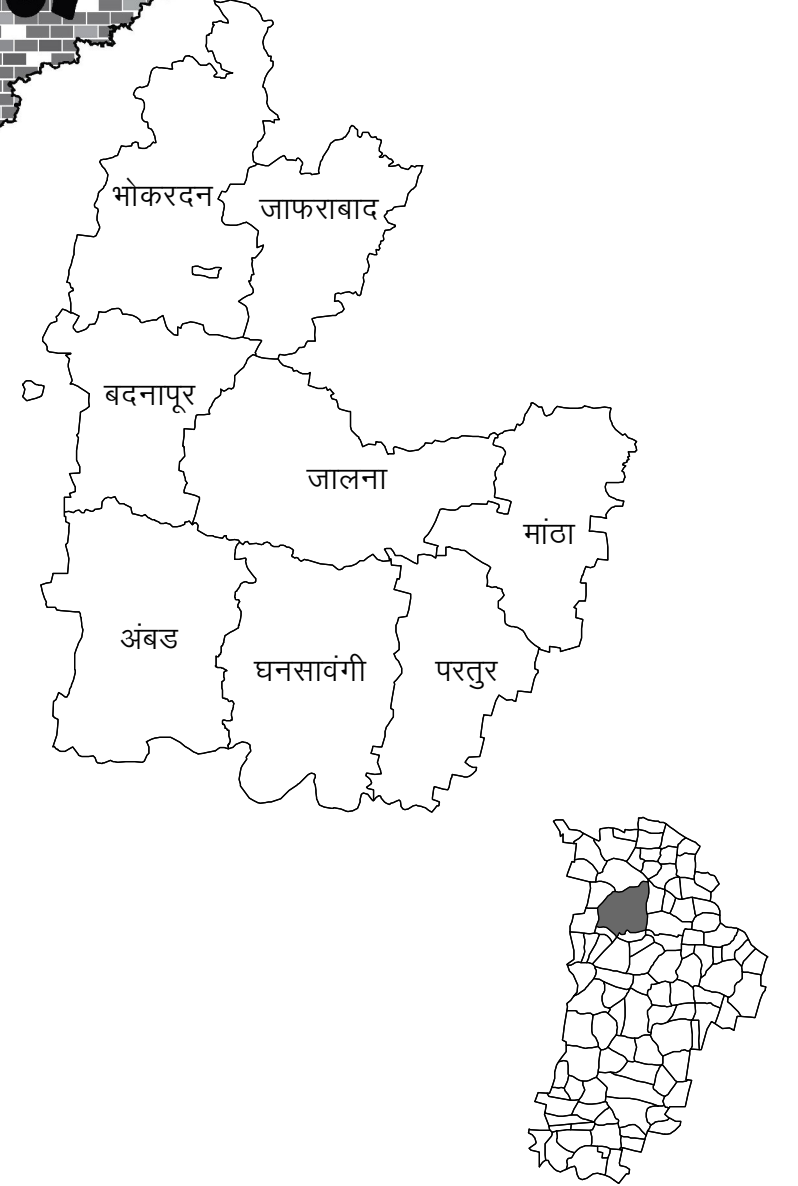 भोकरदन
जाफराबाद
बदनापूर
जालना
मांठा
अंबड
घनसावंगी
परतुर